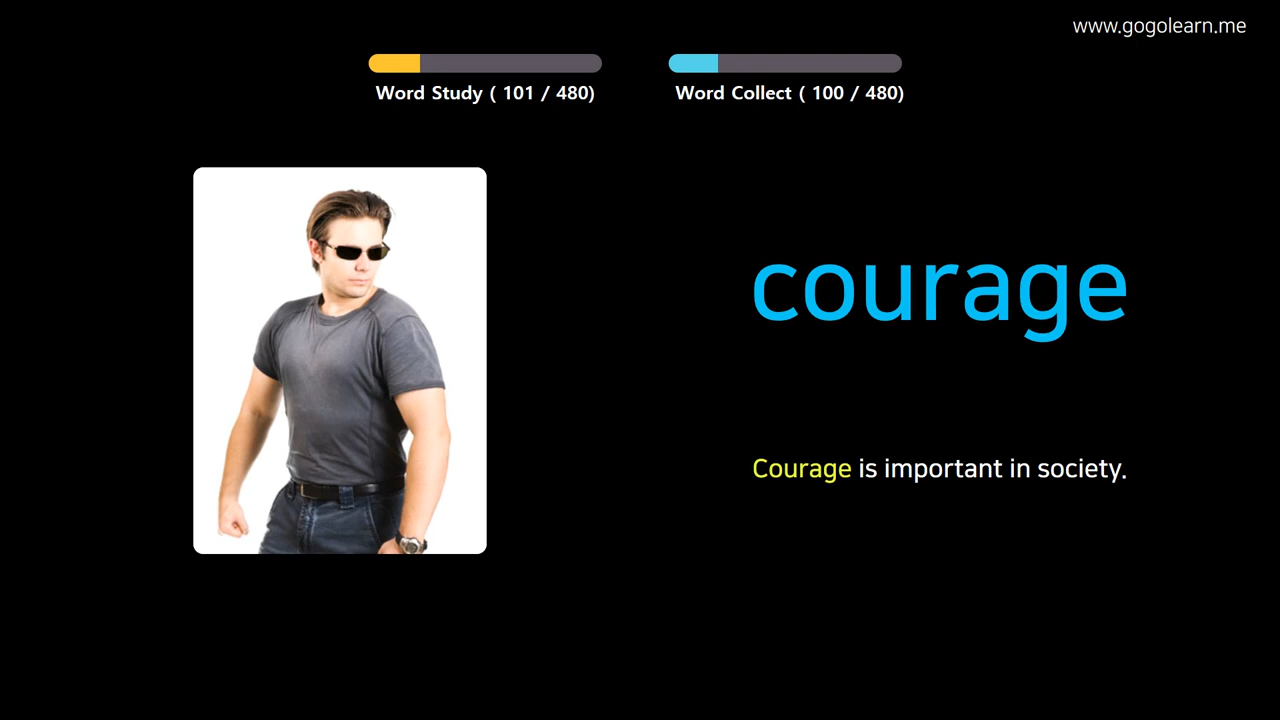 www.gogolearn.me
Word Study ( 101 / 480)
Word Collect ( 100 / 480)
courage
Courage is important in society.